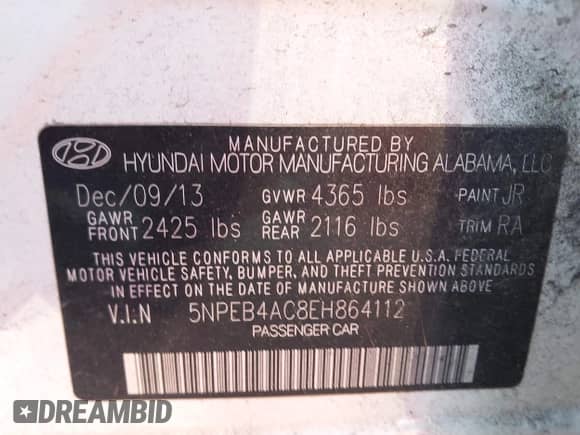 MANUFACTURED BY
HYUNDAI MOTOR MANUFACTURING ALABAMA, LLC
Dec/09/13 GVWR 4365 lbs PAINT JR
GAWR FRONT 2425 lbs GAWR REAR 2116 lbs TRIM RA
THIS VEHICLE CONFORMS TO ALL APPLICABLE U.S.A. FEDERAL
MOTOR VEHICLE SAFETY, BUMPER, AND THEFT PREVENTION
STANDARDS IN EFFECT ON THE DATE OF MANUFACTURE SHOWN ABOVE
V.I.N 5NPEB4AC8EH864112
PASSENGER CAR
DREAMBID